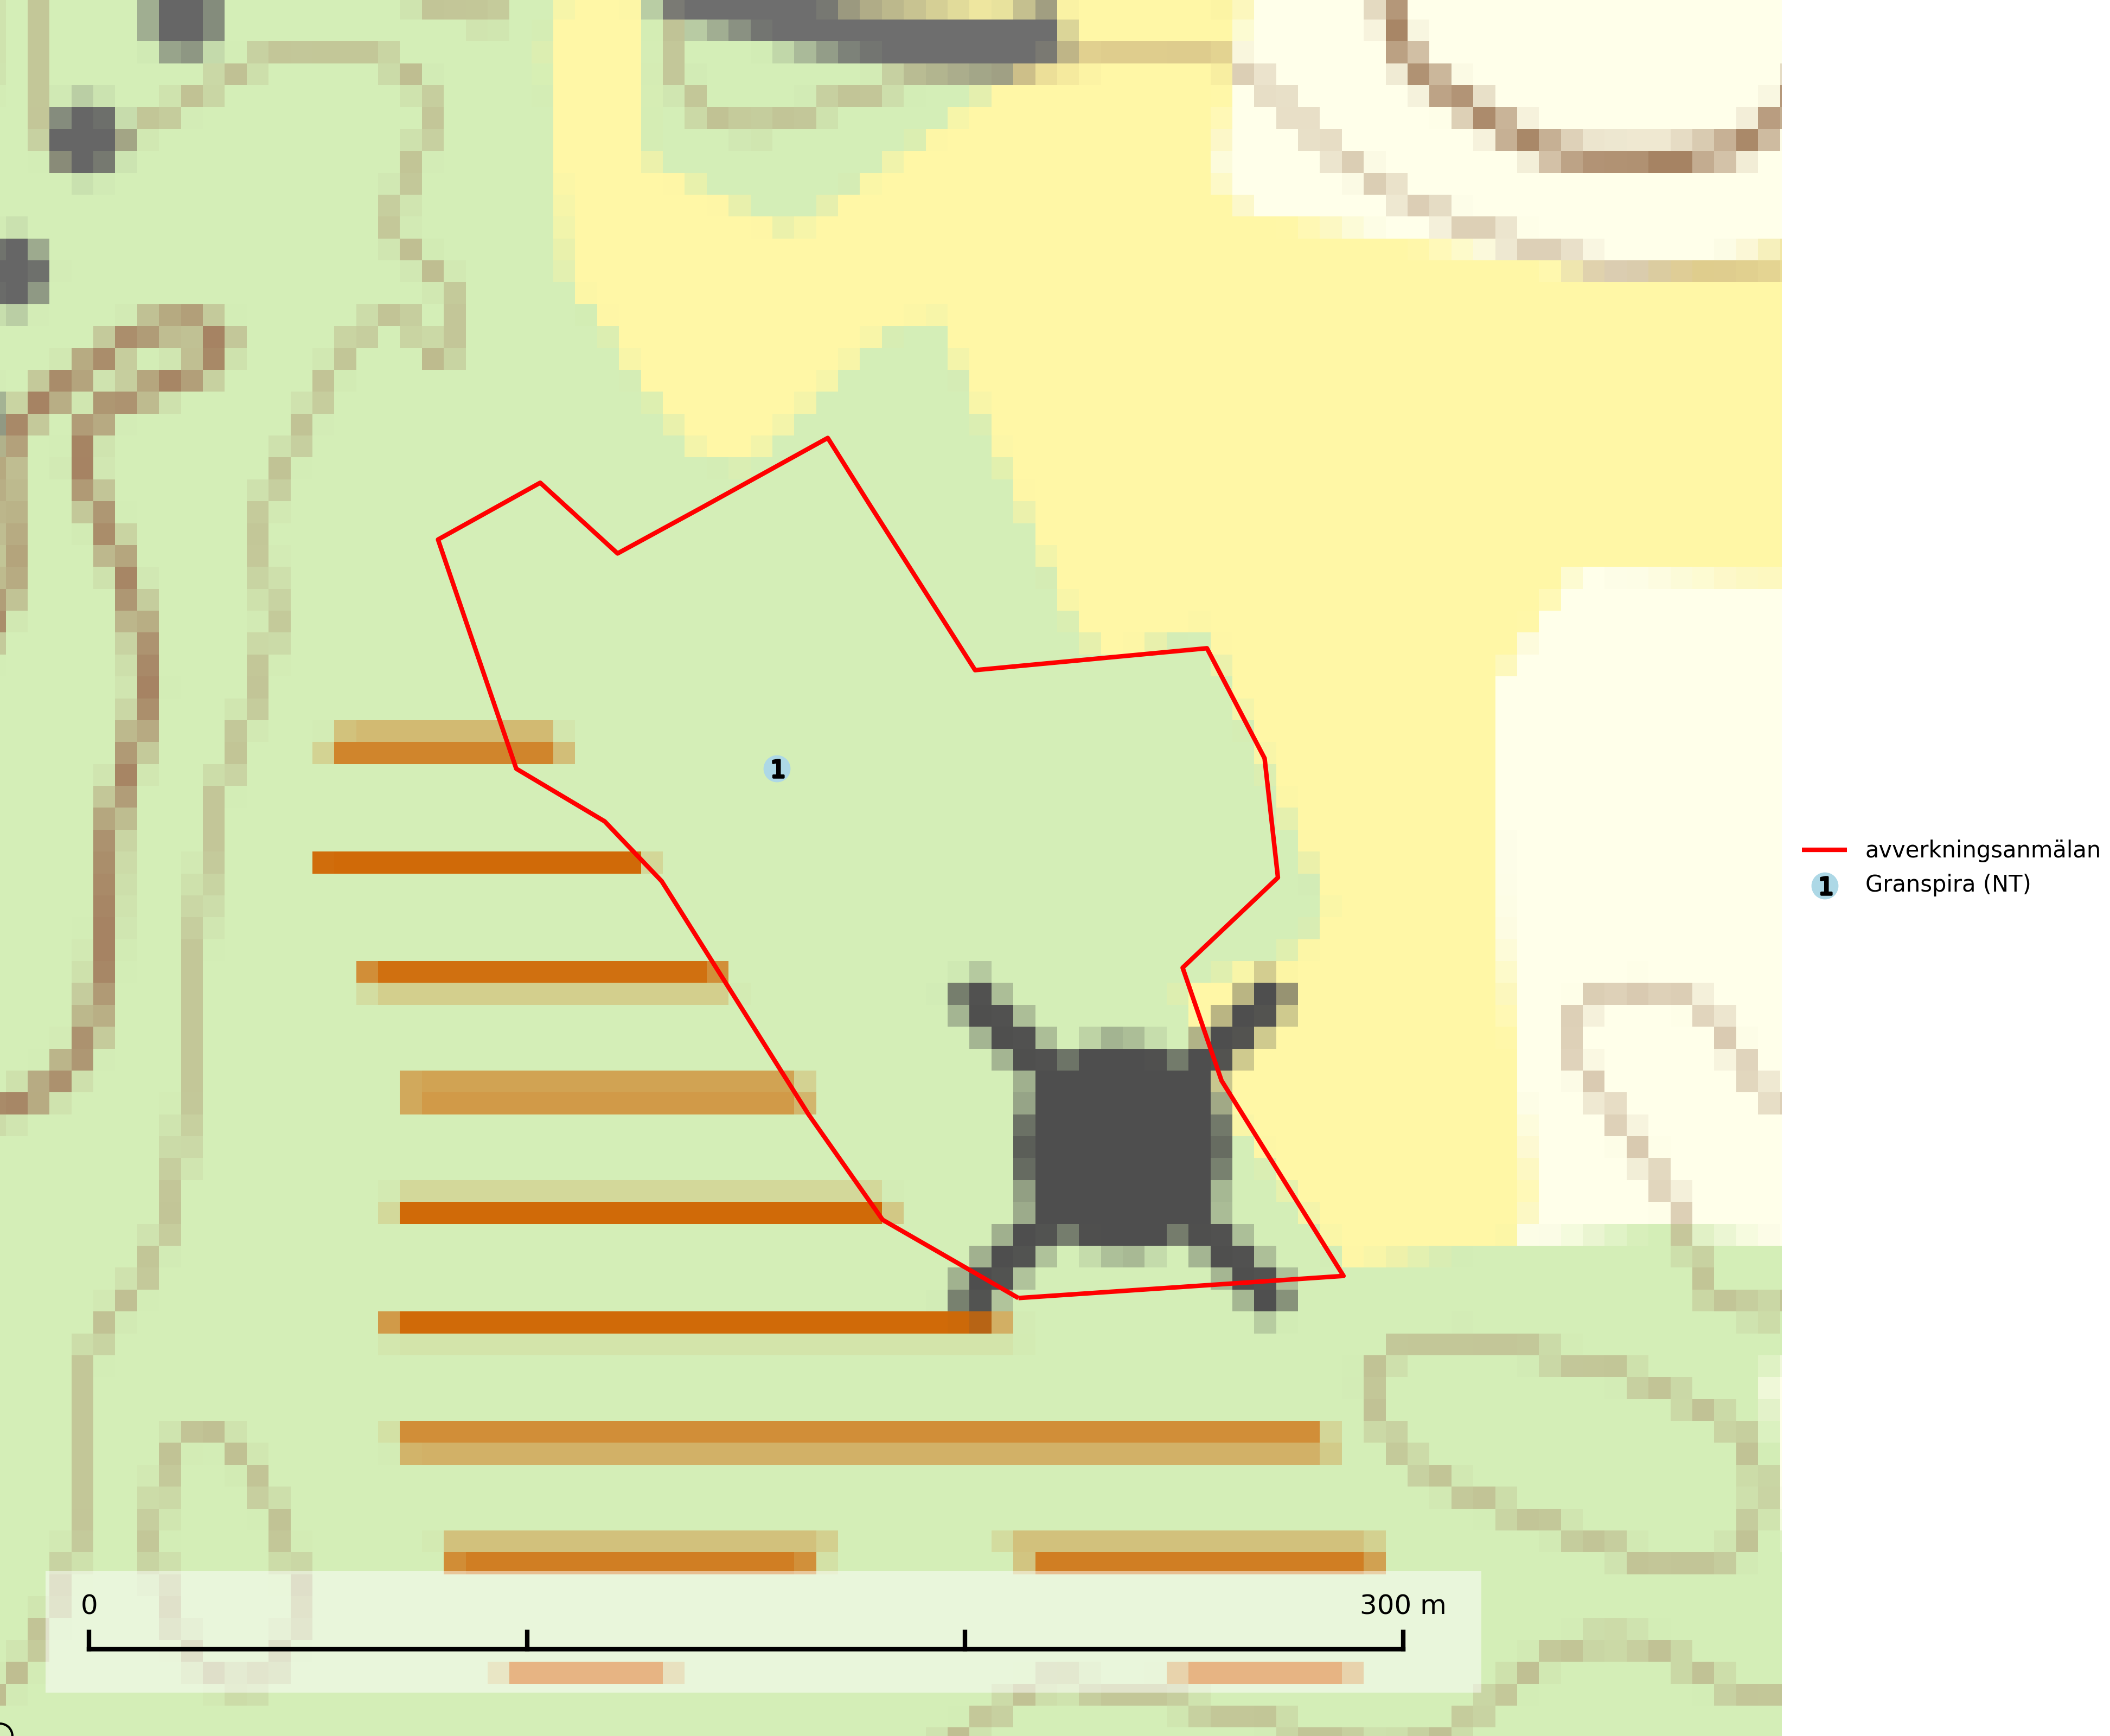 1
avverkningsanmälan
1 Granspira (NT)
0 300 m